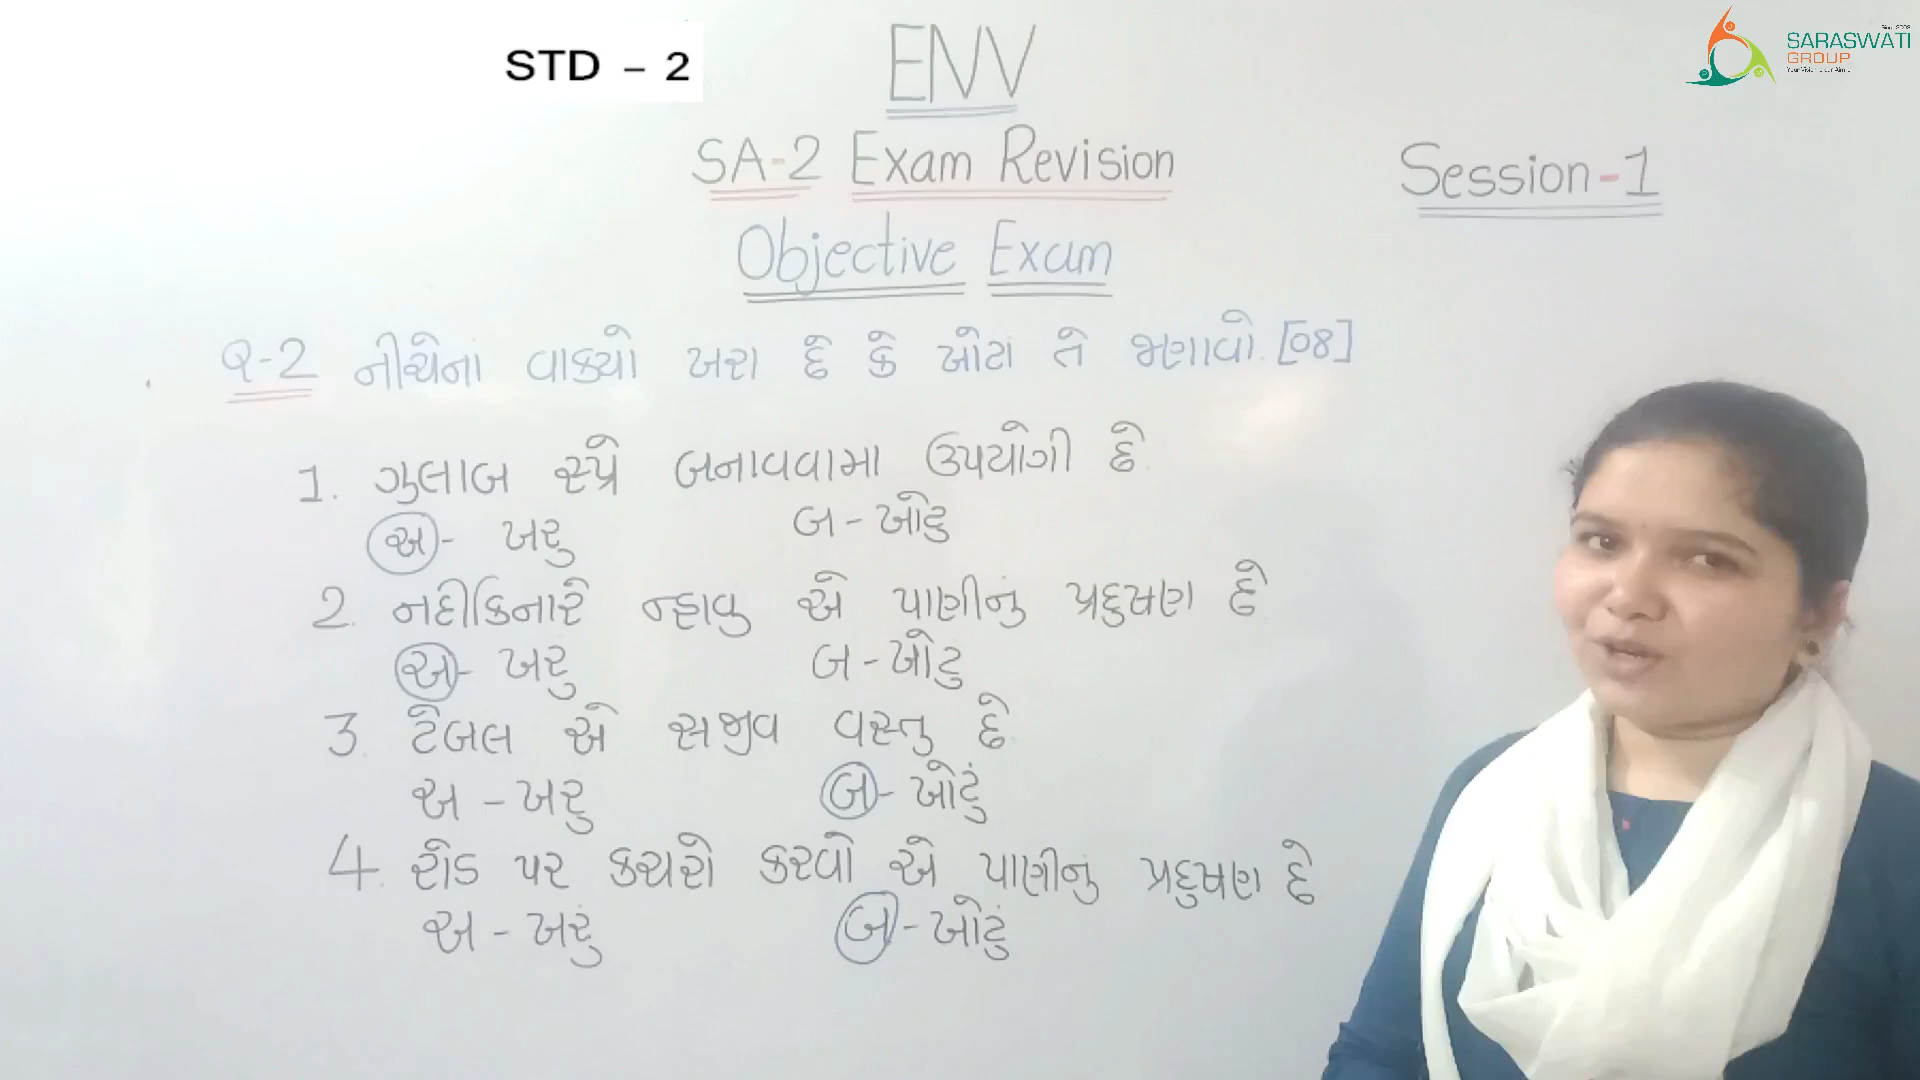 STD - 2
ENV
SARASWATI
GROUP
SA-2 Exam Revision
Session-1
Objective Exam
Q-2 નીચેનાં વાકયો ખરા છે કે ખોટાં તે જણાવો. [08]
1. ગુલાબ સ્પ્રે બનાવવામા ઉપયોગી છે.
અ- ખરુ બ - ખોટુ
2. નદીકિનારે ન્હાવુ એ પાણીનુ પ્રદુષણ છે
અ- ખરુ બ - ખોટુ
3. ટેબલ એ સજીવ વસ્તુ છે.
અ - ખરુ બ- ખોટું
4. રોડ પર કચરો કરવો એ પાણીનું પ્રદુષણ છે
અ - ખરું બ - ખોટું